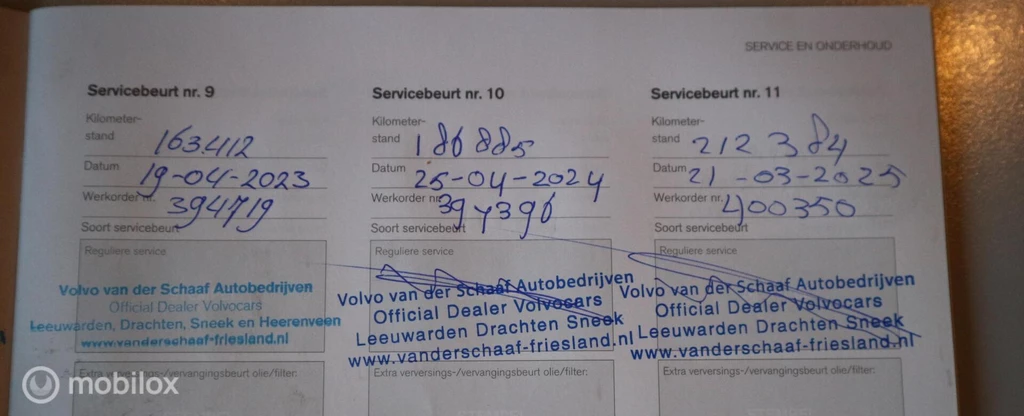 SERVICE EN ONDERHOUD
Servicebeurt nr. 9
Kilometer-
stand 163.412
Datum 19-04-2023
Werkorder nr. 394719
Soort servicebeurt
Reguliere service
Volvo van der Schaaf Autobedrijven
Official Dealer Volvocars
Leeuwarden, Drachten, Sneek en Heerenveen
www.vanderschaaf-friesland.nl
Extra verversings-/vervangingsbeurt olie/filter:
Servicebeurt nr. 10
Kilometer-
stand 186885
Datum 25-04-2024
Werkorder nr.
Soort servicebeurt
Reguliere service
Volvo van der Schaaf Autobedrijven
Official Dealer Volvocars
Leeuwarden Drachten Sneek
www.vanderschaaf-friesland.nl
Extra verversings-/vervangingsbeurt olie/filter:
Servicebeurt nr. 11
Kilometer-
stand 212384
Datum 21-03-2025
Werkorder nr. 400350
Soort servicebeurt
Reguliere service
Volvo van der Schaaf Autobedrijven
Official Dealer Volvocars
Leeuwarden Drachten Sneek
www.vanderschaaf-friesland.nl
Extra verversings-/vervangingsbeurt olie/filter:
mobilox